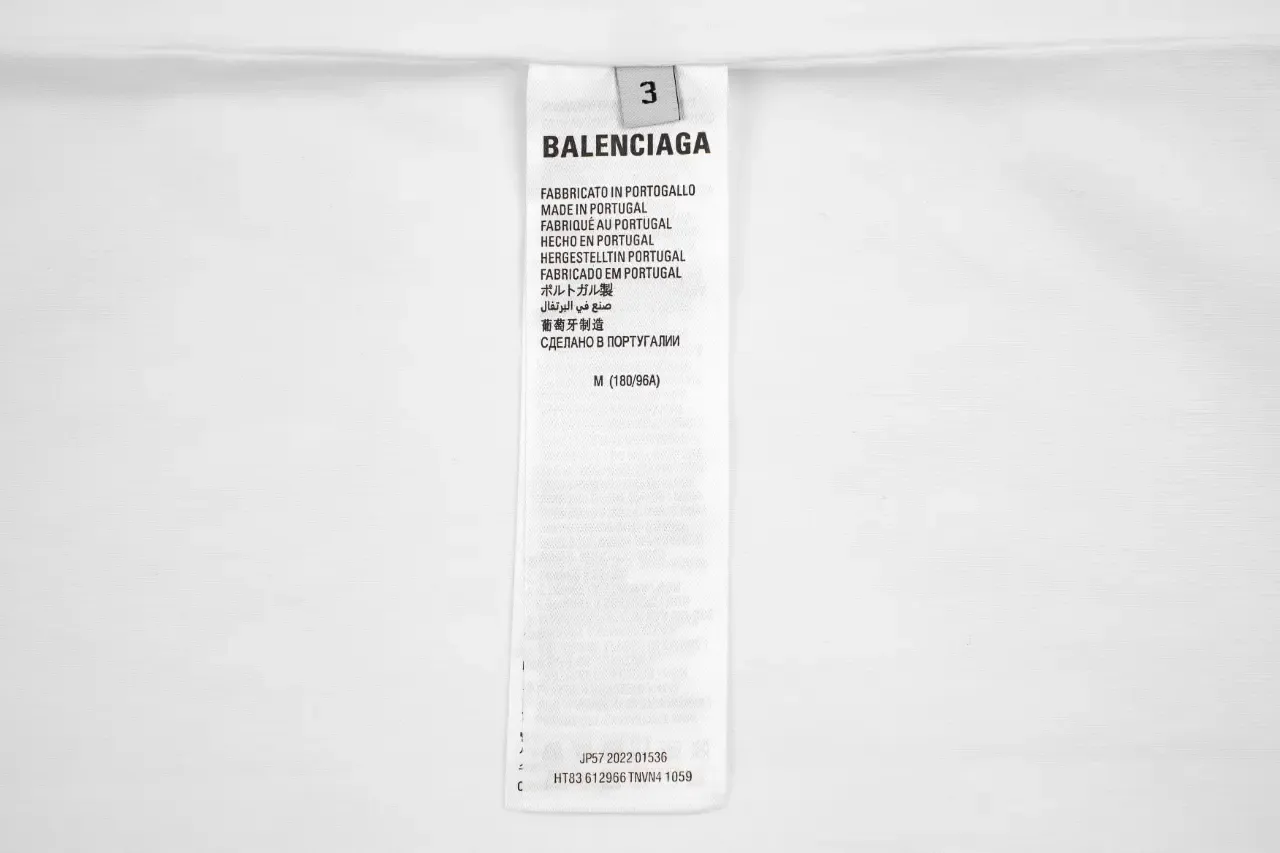 3
BALENCIAGA
FABBRICATO IN PORTOGALLO
MADE IN PORTUGAL
FABRIQUÉ AU PORTUGAL
HECHO EN PORTUGAL
HERGESTELLTIN PORTUGAL
FABRICADO EM PORTUGAL
ポルトガル製
صنع في البرتغال
葡萄牙制造
СДЕЛАНО В ПОРТУГАЛИИ
M (180/96A)
JP57 2022 01536
HT83 612966 TNVN4 1059